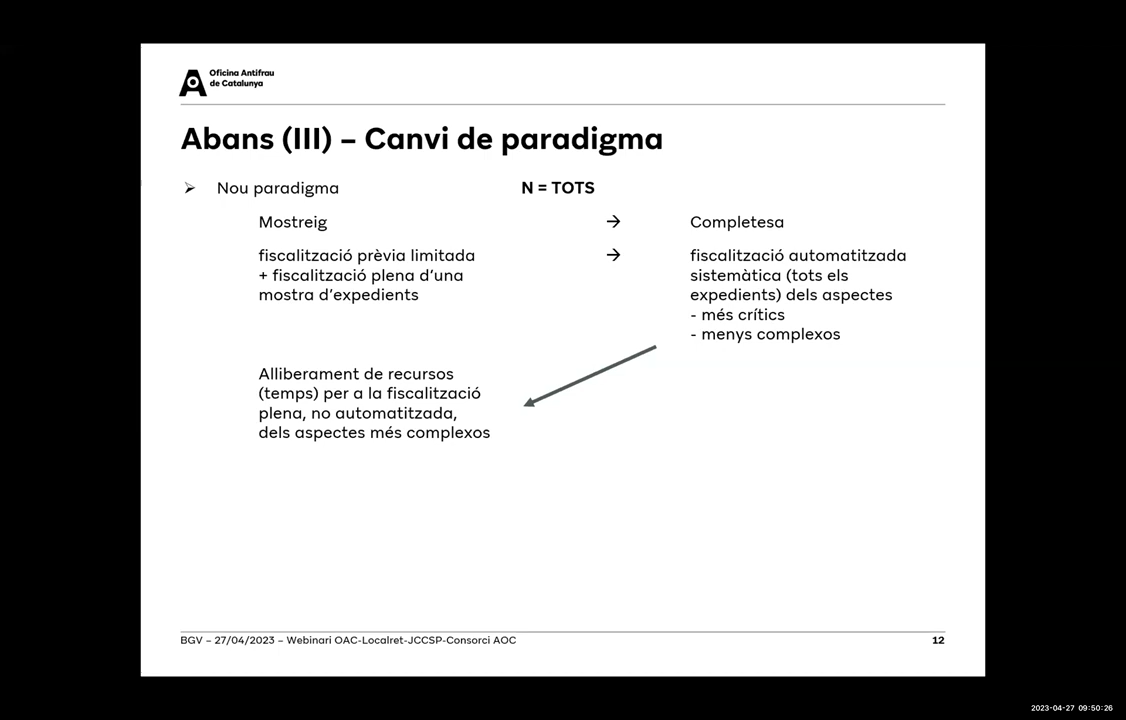 Oficina Antifrau
de Catalunya
Abans (III) – Canvi de paradigma
➢ Nou paradigma N = TOTS
Mostreig → Completesa
fiscalització prèvia limitada
+ fiscalització plena d’una
mostra d’expedients
→
fiscalització automatitzada
sistemàtica (tots els
expedients) dels aspectes
- més crítics
- menys complexos
Alliberament de recursos
(temps) per a la fiscalització
plena, no automatitzada,
dels aspectes més complexos
BGV – 27/04/2023 – Webinari OAC-Localret-JCCSP-Consorci AOC 12
2023-04-27 09:50:26